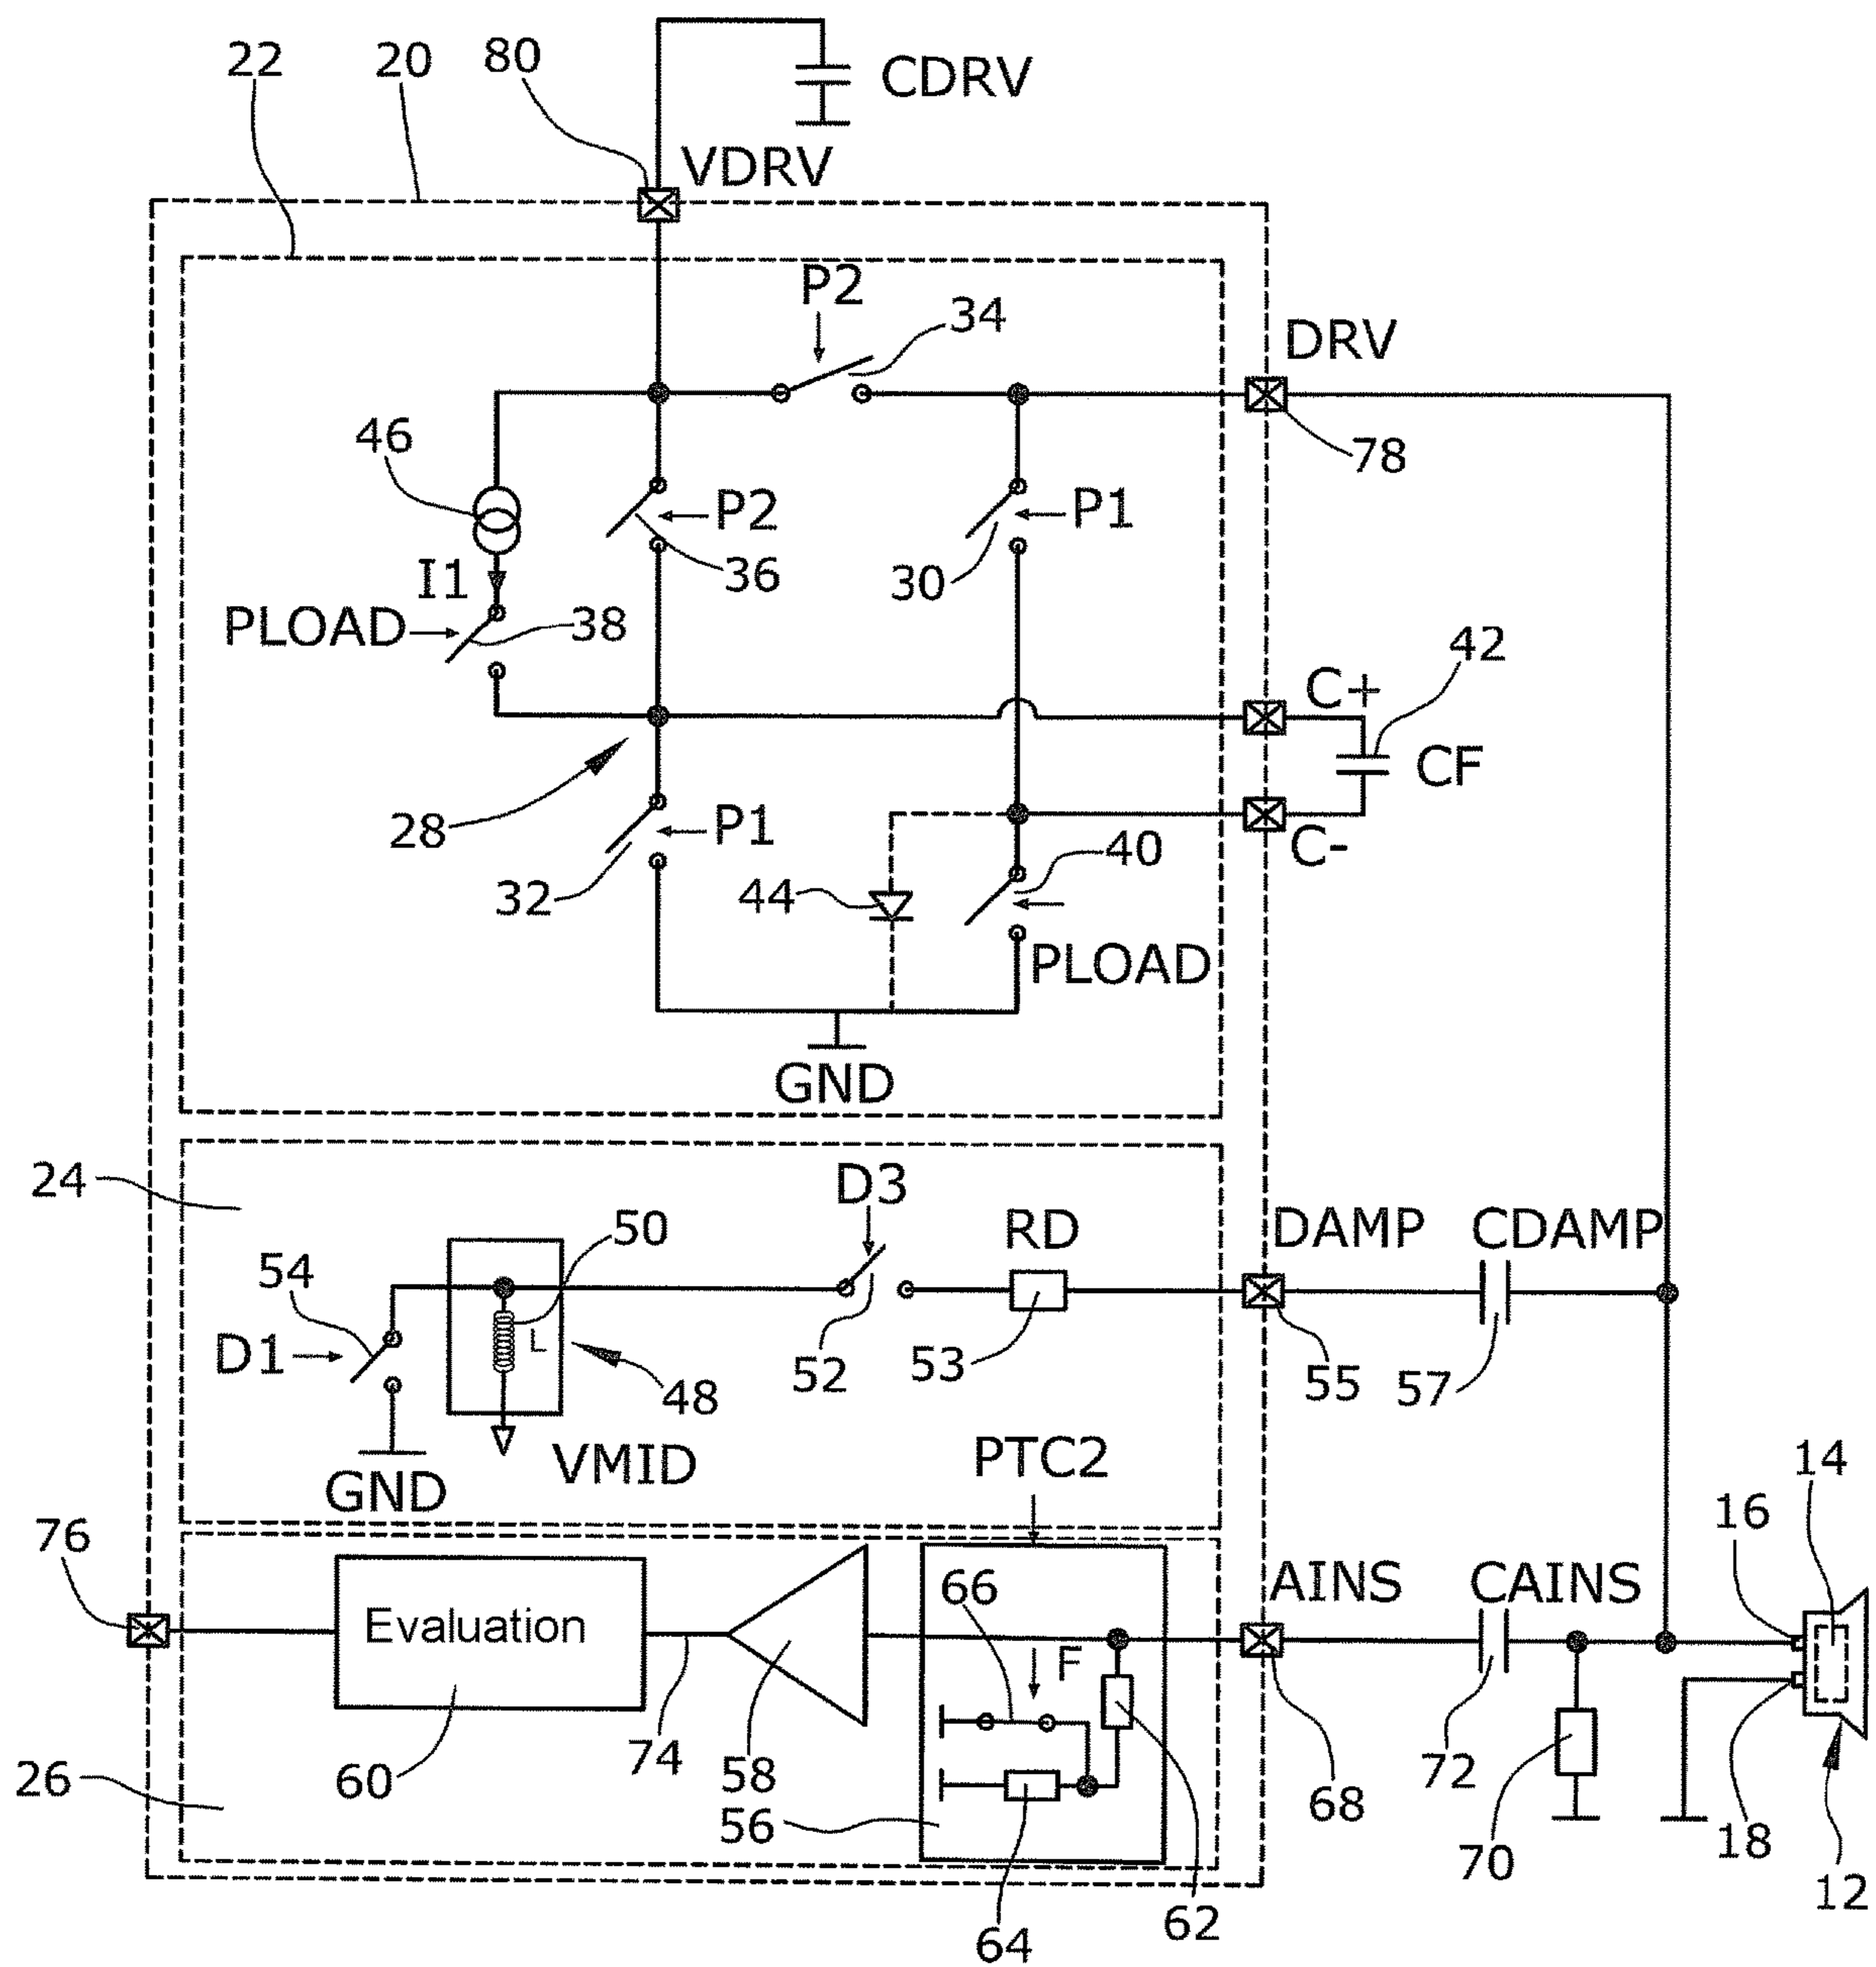 80
20
22
CDRV
VDRV
P2
34
DRV
78
46
P2
P1
I1
36
30
PLOAD
38
42
C+
CF
28
P1
C-
40
32
44
PLOAD
GND
24
D3
50
RD
DAMP
CDAMP
54
L
D1
52
53
55
57
48
VMID
PTC2
GND
14
16
76
66
AINS
CAINS
Evaluation
F
74
58
60
72
68
26
56
70
18
12
62
64